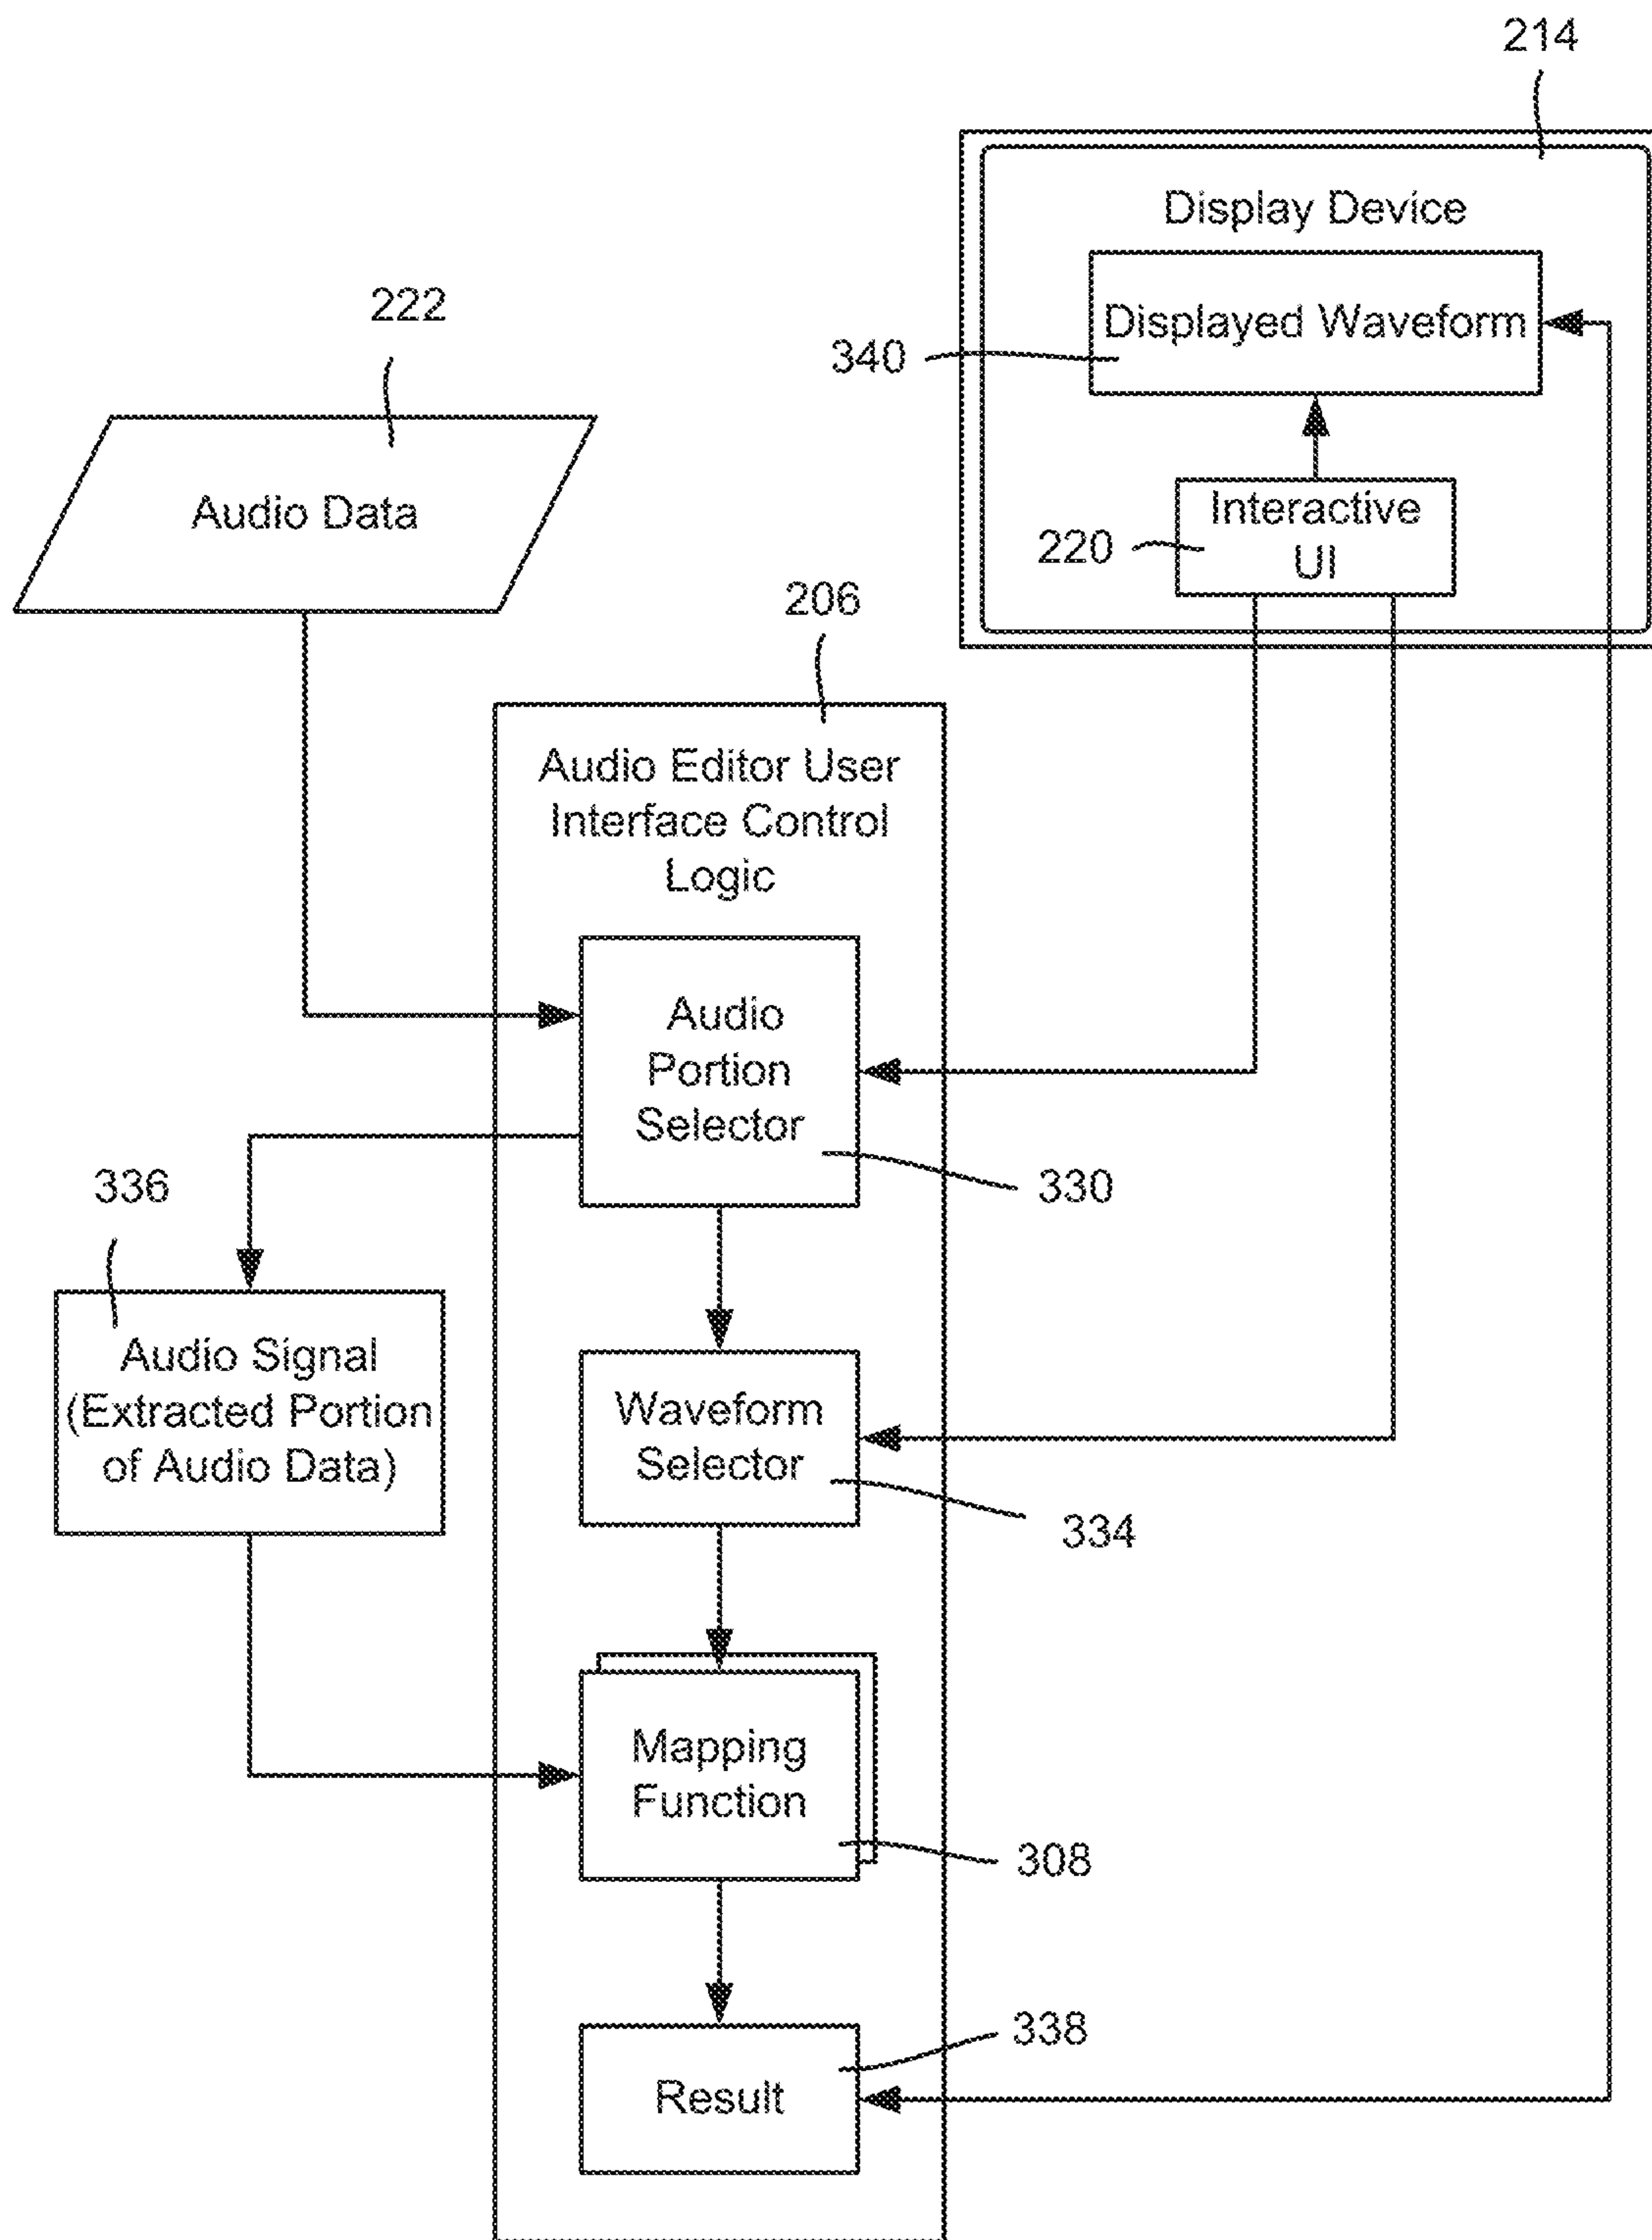 214
Display Device
222
Displayed Waveform
340
Audio Data
Interactive
UI
220
206
Audio Editor User
Interface Control
Logic
Audio
Portion
Selector
330
336
Audio Signal
(Extracted Portion
of Audio Data)
Waveform
Selector
334
Mapping
Function
308
338
Result